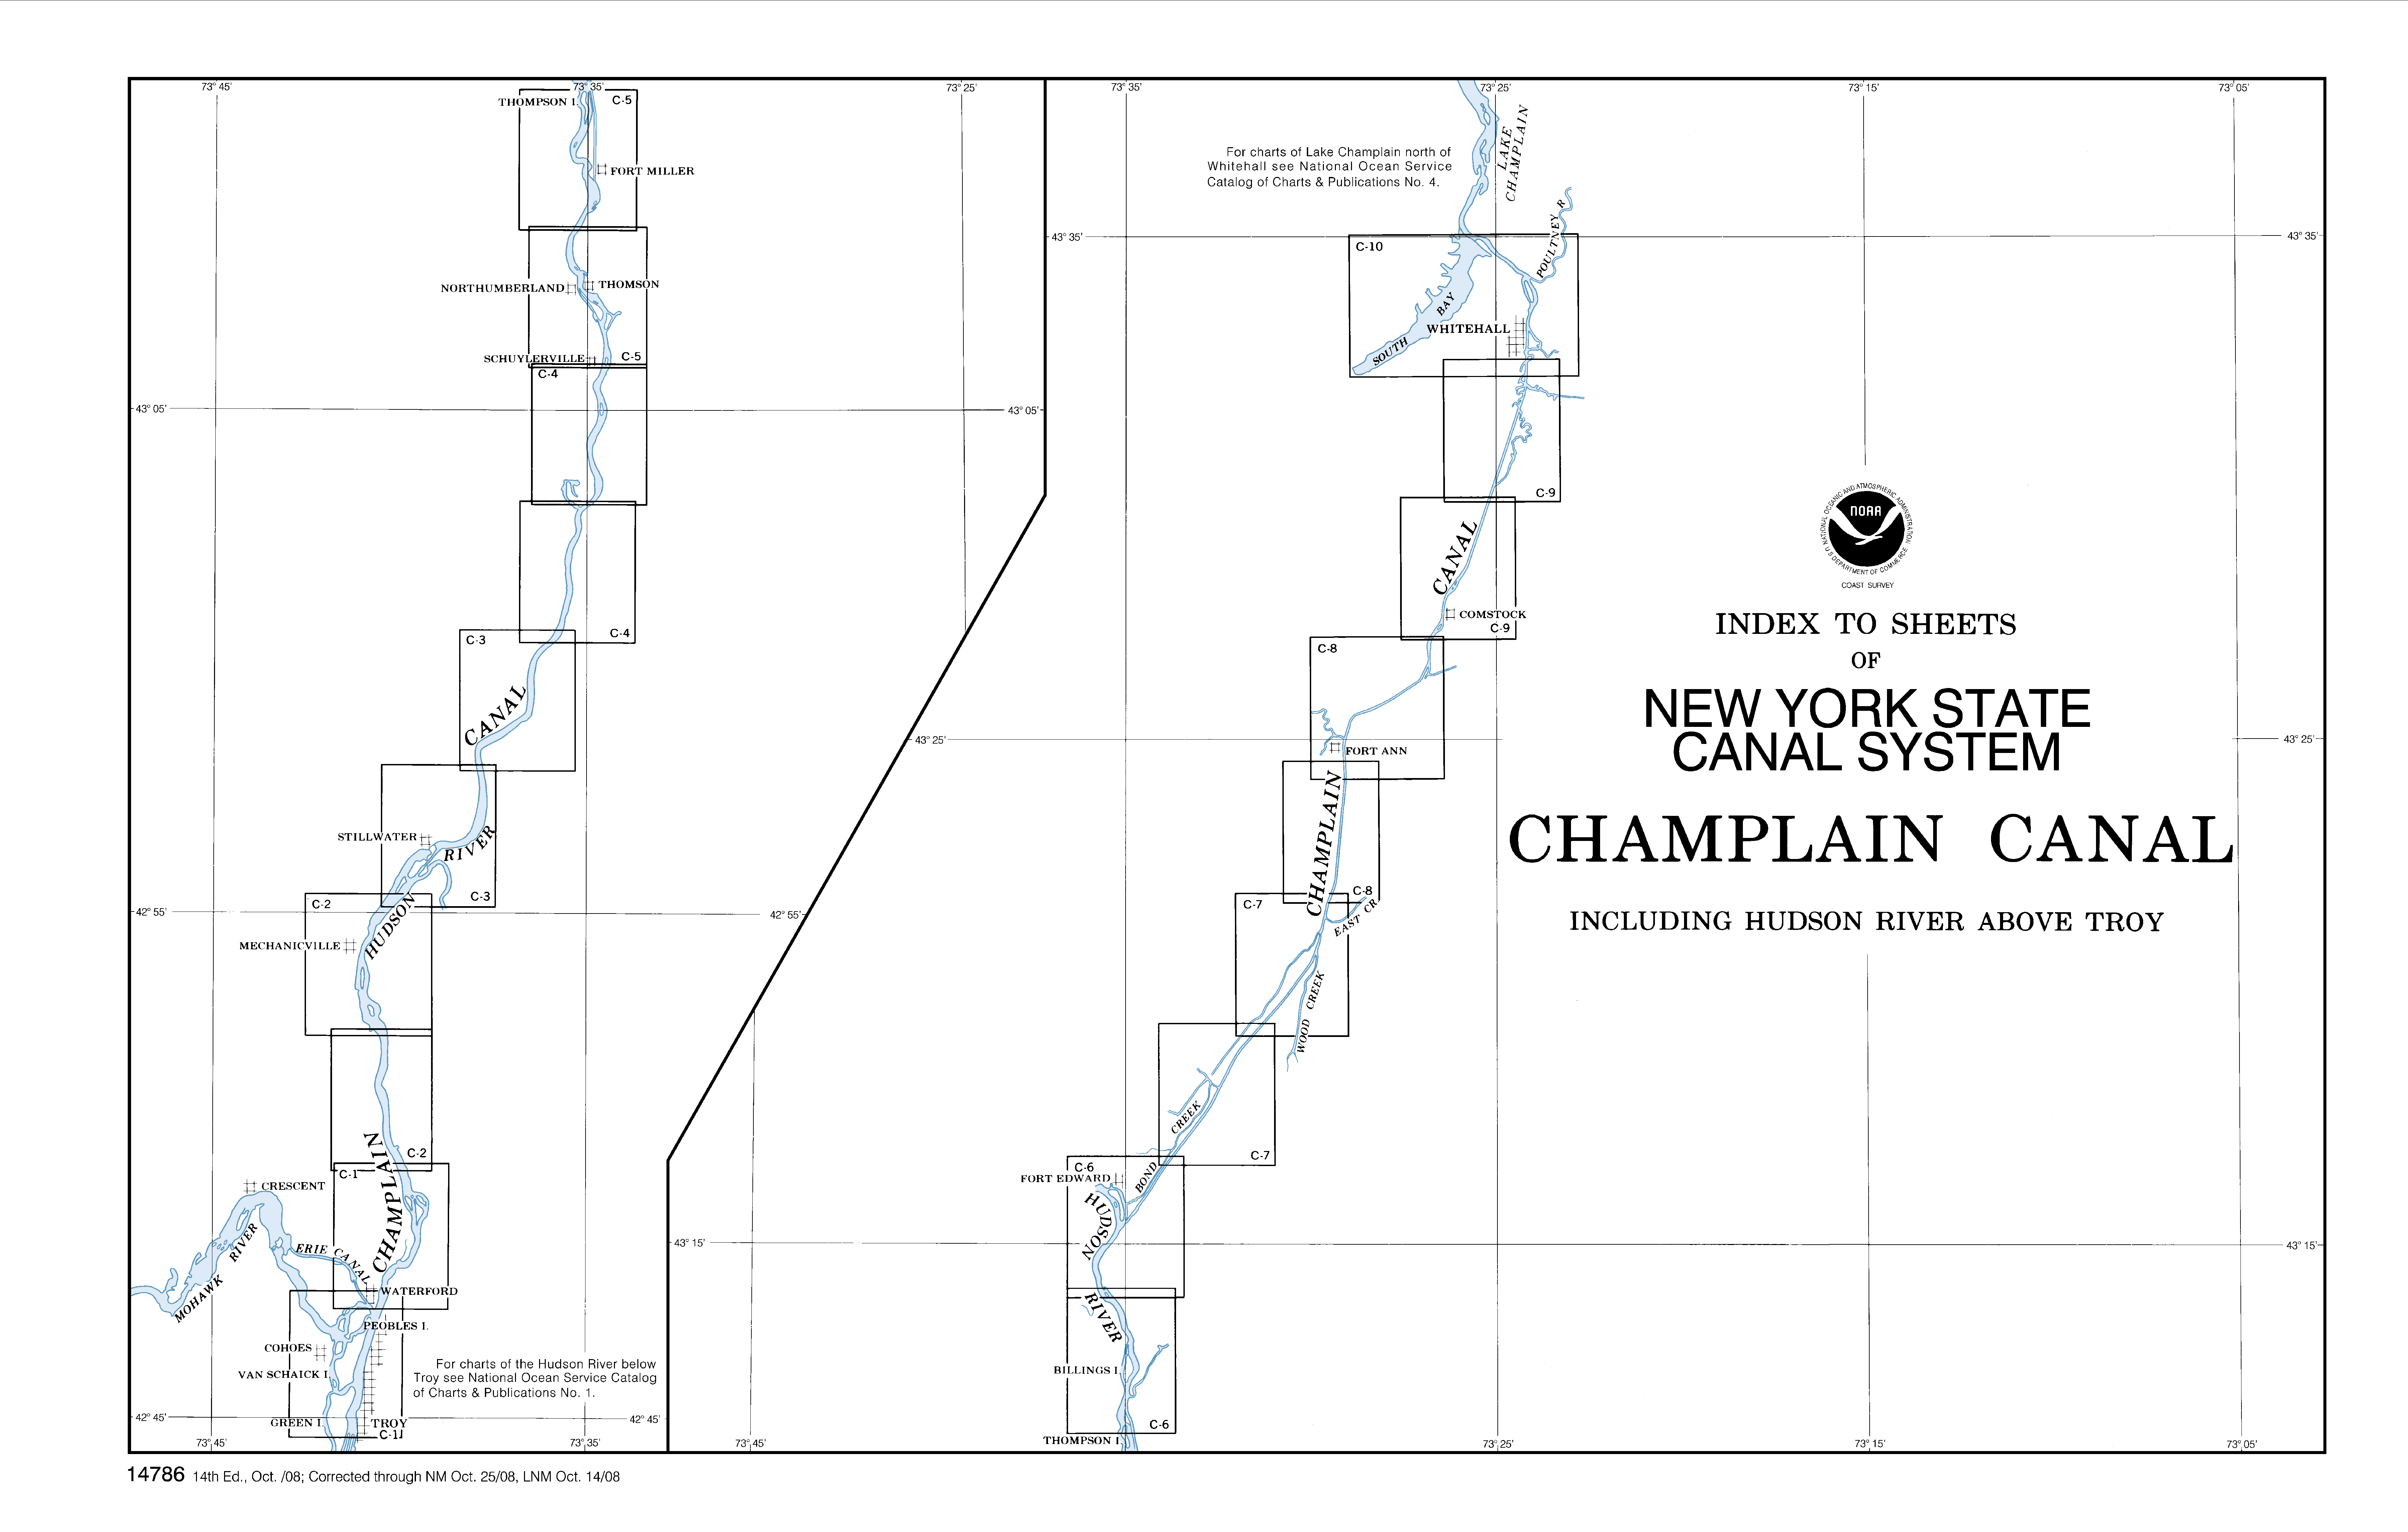 73° 45'
73° 35'
73° 25'
THOMPSON I.
C-5
FORT MILLER
NORTHUMBERLAND
THOMSON
SCHUYLERVILLE
C-5
C-4
43° 05'
43° 05'
C-4
C-3
CANAL
STILLWATER
RIVER
C-3
C-2
HUDSON
42° 55'
42° 55'
MECHANICVILLE
CHAMPLAIN
C-2
C-1
CRESCENT
MOHAWK RIVER
ERIE CANAL
WATERFORD
PEOBLES I.
COHOES
VAN SCHAICK I.
For charts of the Hudson River below
Troy see National Ocean Service Catalog
of Charts & Publications No. 1.
42° 45'
GREEN I.
TROY
C-1
42° 45'
73° 45'
73° 35'
73° 35'
73° 25'
73° 15'
73° 05'
LAKE
CHAMPLAIN
For charts of Lake Champlain north of
Whitehall see National Ocean Service
Catalog of Charts & Publications No. 4.
POULTNEY R
43° 35'
43° 35'
C-10
SOUTH BAY
WHITEHALL
C-9
CANAL
COMSTOCK
C-9
C-8
43° 25'
43° 25'
FORT ANN
CHAMPLAIN
C-8
C-7
EAST CR
WOOD CREEK
BOND CREEK
C-7
C-6
FORT EDWARD
HUDSON
43° 15'
43° 15'
RIVER
BILLINGS I.
C-6
THOMPSON I.
73° 45'
73° 25'
73° 15'
73° 05'
NATIONAL OCEANIC AND ATMOSPHERIC ADMINISTRATION
NOAA
U S DEPARTMENT OF COMMERCE
COAST SURVEY
INDEX TO SHEETS
OF
NEW YORK STATE
CANAL SYSTEM
CHAMPLAIN CANAL
INCLUDING HUDSON RIVER ABOVE TROY
14786 14th Ed., Oct. /08; Corrected through NM Oct. 25/08, LNM Oct. 14/08